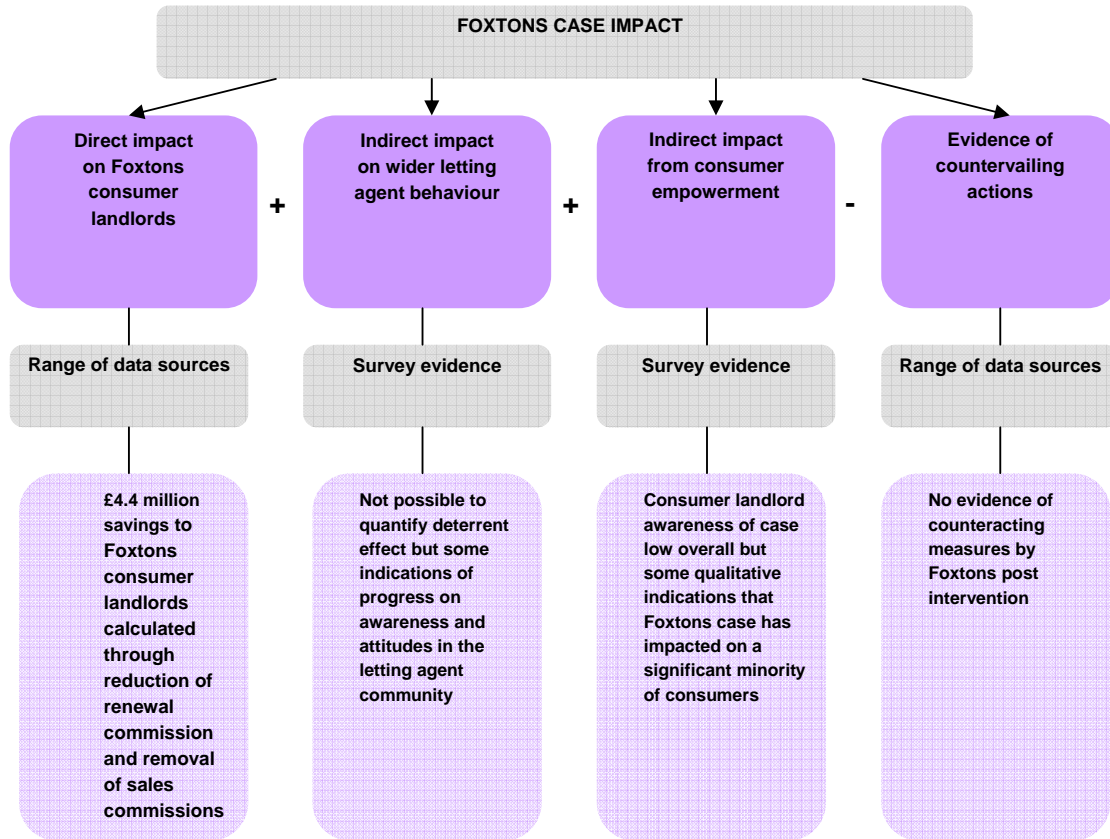 FOXTONS CASE IMPACT
Direct impact
on Foxtons
consumer
landlords
+
Indirect impact
on wider letting
agent behaviour
+
Indirect impact
from consumer
empowerment
-
Evidence of
countervailing
actions
Range of data sources
Survey evidence
Survey evidence
Range of data sources
£4.4 million
savings to
Foxtons
consumer
landlords
calculated
through
reduction of
renewal
commission
and removal
of sales
commissions
Not possible to
quantify deterrent
effect but some
indications of
progress on
awareness and
attitudes in the
letting agent
community
Consumer landlord
awareness of case
low overall but
some qualitative
indications that
Foxtons case has
impacted on a
significant minority
of consumers
No evidence of
counteracting
measures by
Foxtons post
intervention